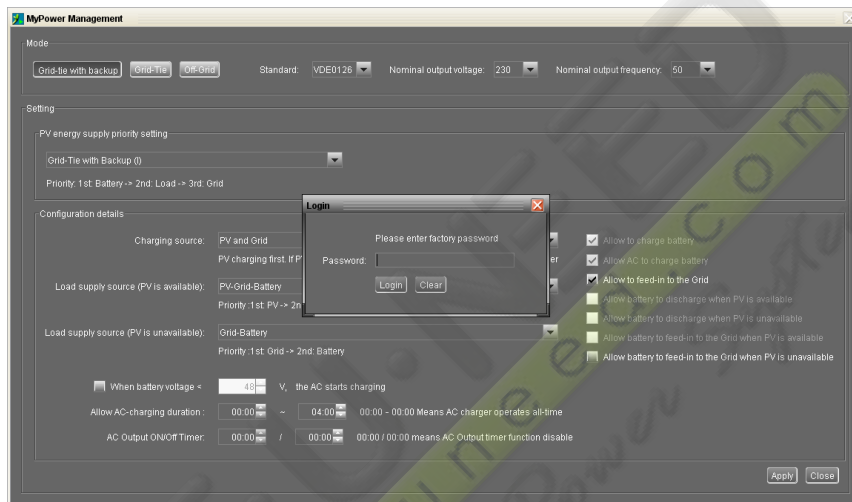 MyPower Management
Mode
Grid-tie with backup Grid-Tie Off-Grid Standard: VDE0126 Nominal output voltage: 230 Nominal output frequency: 50
Setting
PV energy supply priority setting
Grid-Tie with Backup (I)
Priority: 1st: Battery-> 2nd: Load -> 3rd: Grid
Configuration details
Login
Please enter factory password
Password:
Login Clear
Charging source: PV and Grid
PV charging first. If P er
Load supply source (PV is available): PV-Grid-Battery
Priority :1st: PV -> 2n
Load supply source (PV is unavailable): Grid-Battery
Priority :1st: Grid -> 2nd: Battery
Allow to charge battery
Allow AC to charge battery
Allow to feed-in to the Grid
Allow battery to discharge when PV is available
Allow battery to discharge when PV is unavailable
Allow battery to feed-in to the Grid when PV is available
Allow battery to feed-in to the Grid when PV is unavailable
When battery voltage < 48 V, the AC starts charging
Allow AC-charging duration : 00:00 ~ 04:00 00:00 - 00:00 Means AC charger operates all-time
AC Output ON/Off Timer: 00:00 / 00:00 00:00 / 00:00 means AC Output timer function disable
Apply Close